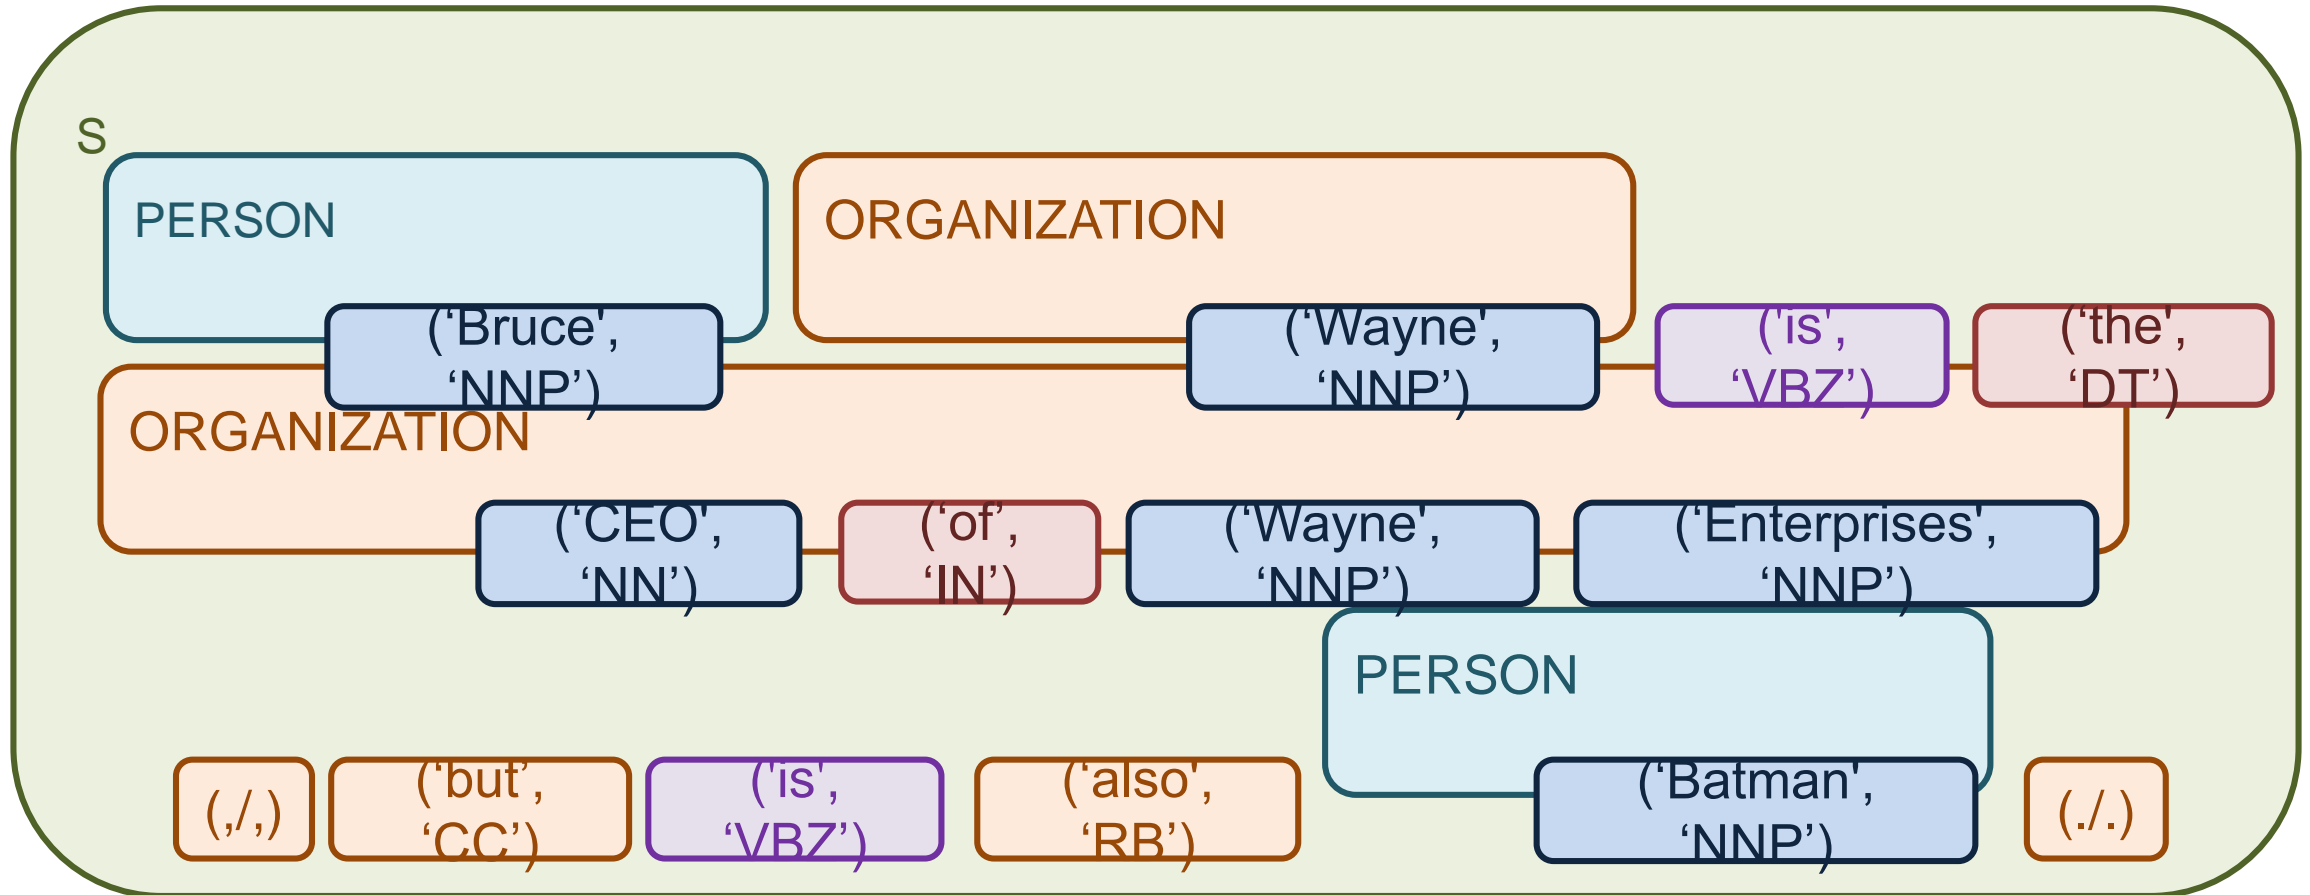 S
PERSON
ORGANIZATION
(‘Bruce',
‘NNP’)
(‘Wayne',
‘NNP’)
('is',
‘VBZ’)
(‘the',
‘DT’)
ORGANIZATION
(‘CEO',
‘NN’)
(‘of',
‘IN’)
(‘Wayne',
‘NNP’)
(‘Enterprises',
‘NNP’)
PERSON
(,/,)
(‘but',
‘CC’)
('is',
‘VBZ’)
(‘also',
‘RB’)
(‘Batman',
‘NNP’)
(./.)